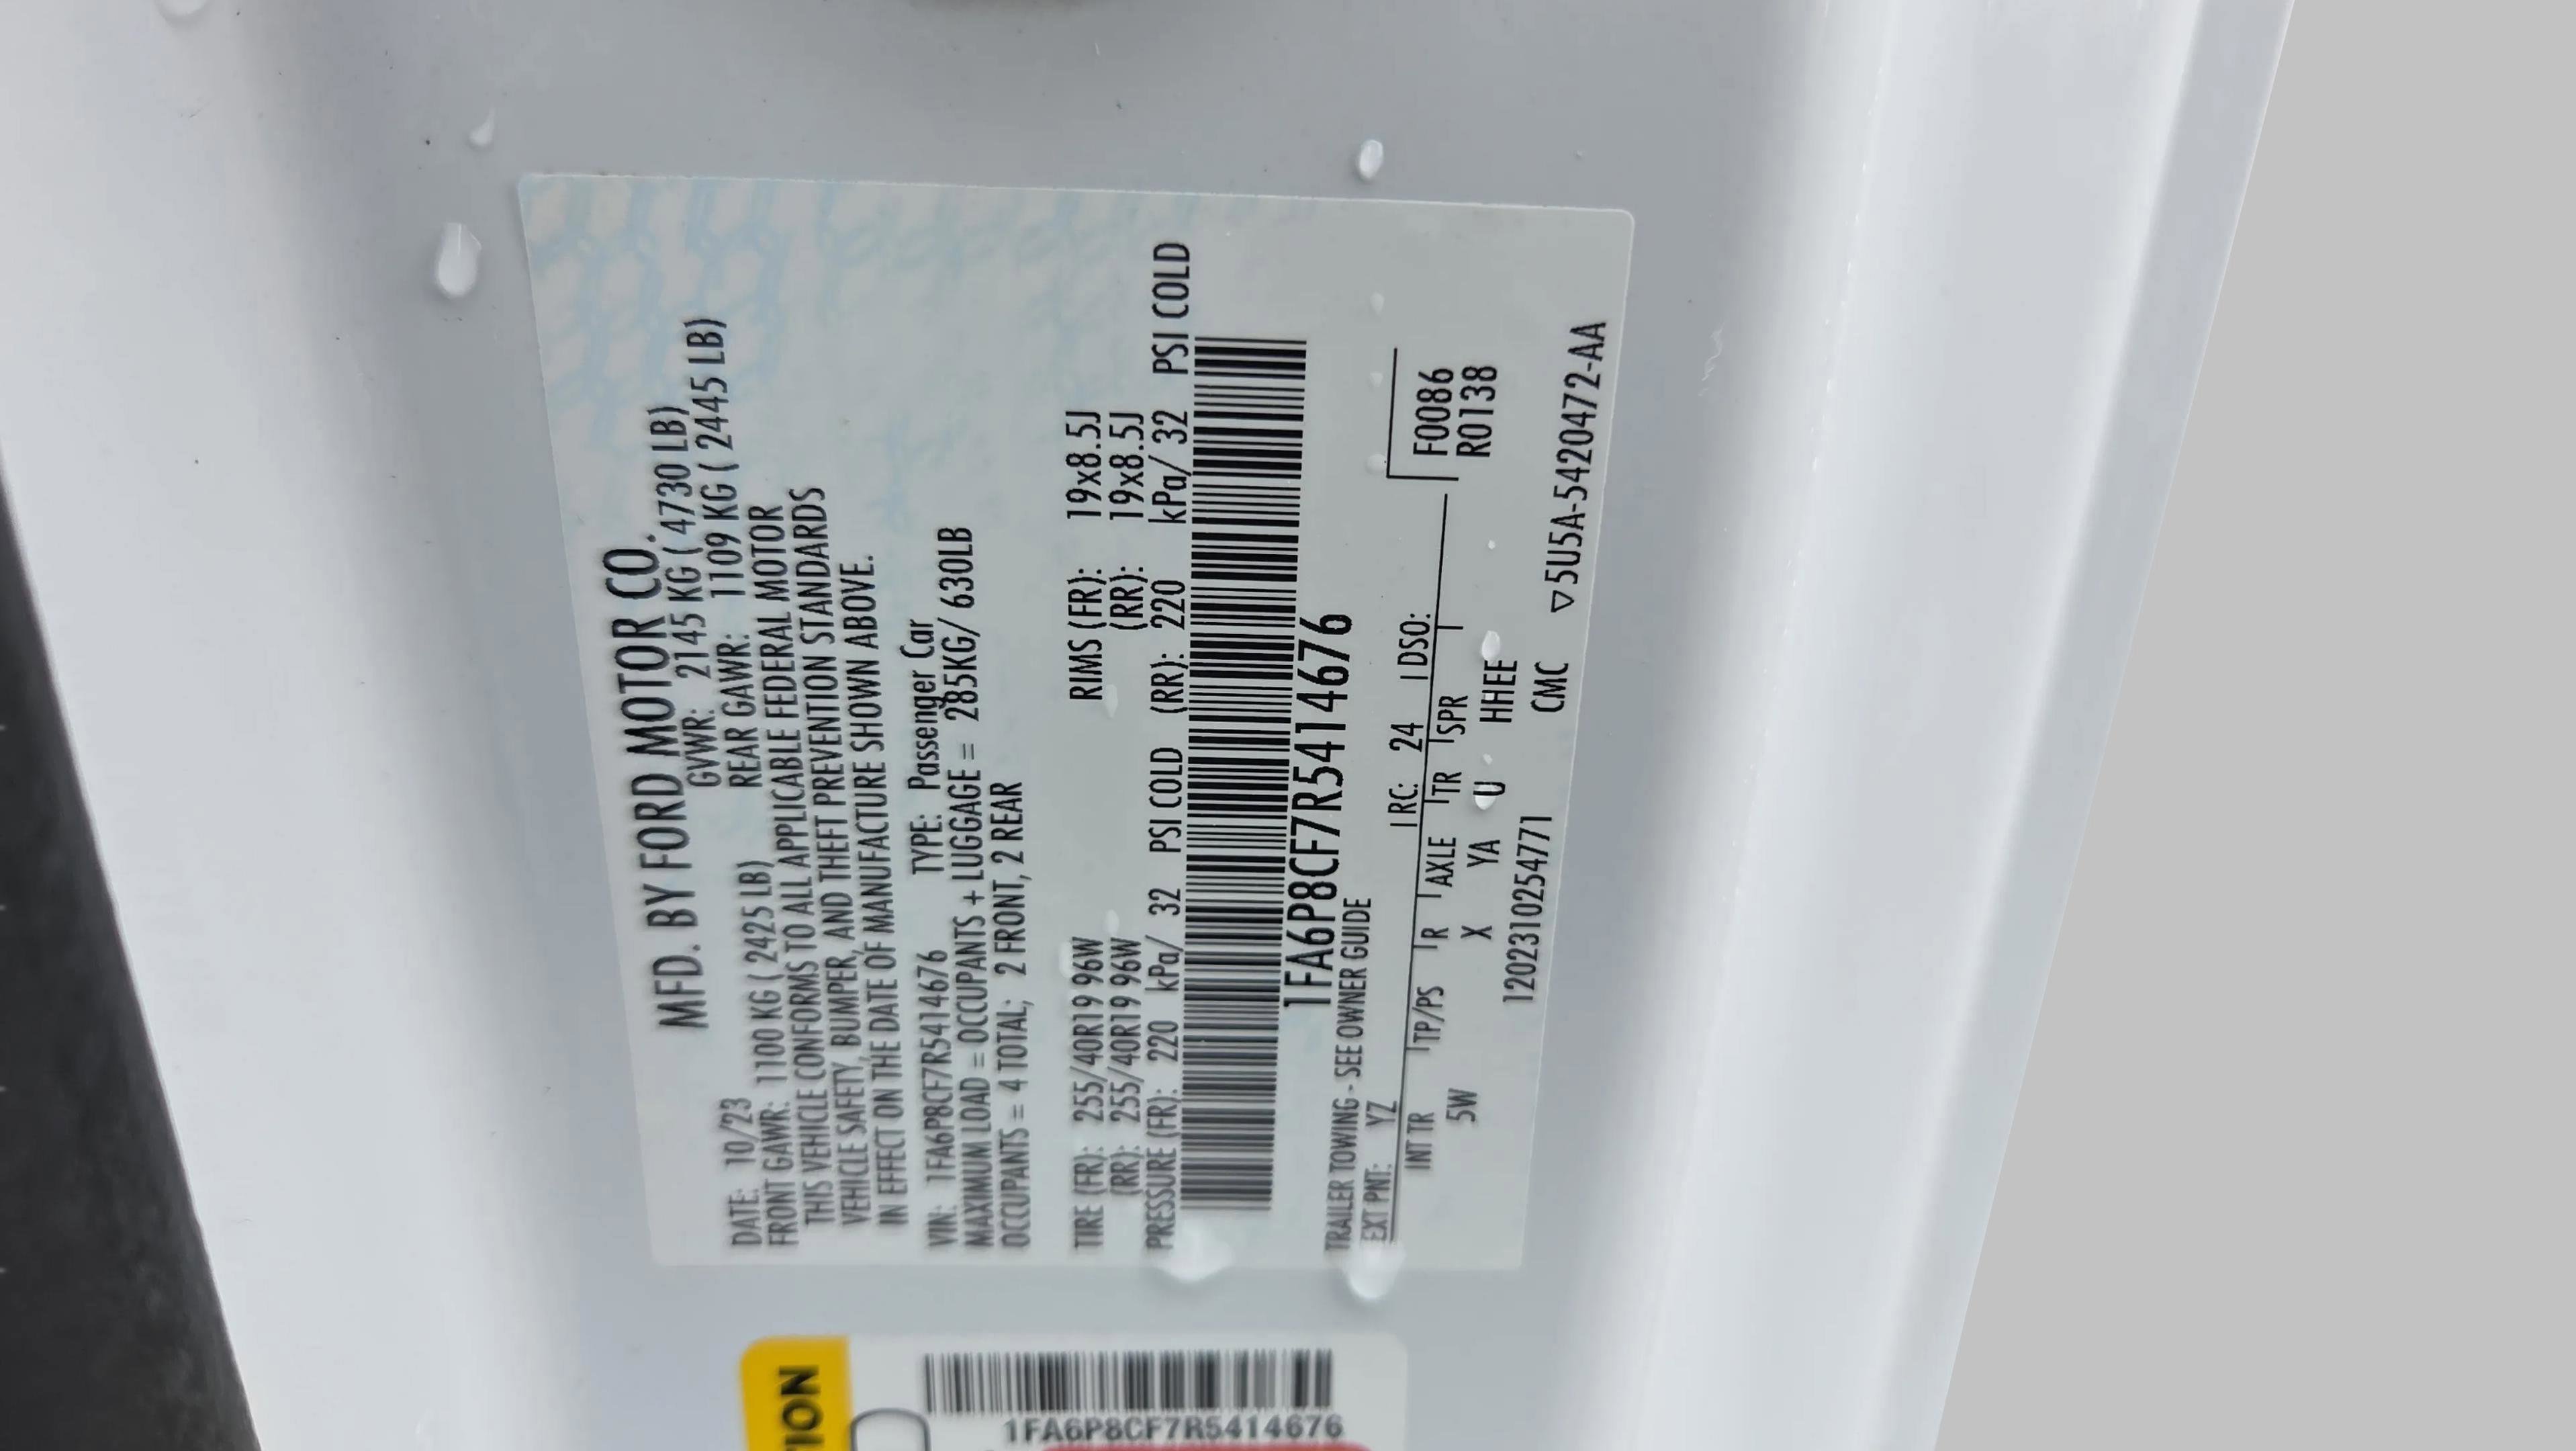 MFD. BY FORD MOTOR CO.
DATE: 10/23 GVWR: 2145 KG ( 4730 LB)
FRONT GAWR: 1100 KG ( 2425 LB) REAR GAWR: 1109 KG ( 2445 LB)
THIS VEHICLE CONFORMS TO ALL APPLICABLE FEDERAL MOTOR
VEHICLE SAFETY, BUMPER, AND THEFT PREVENTION STANDARDS
IN EFFECT ON THE DATE OF MANUFACTURE SHOWN ABOVE.
VIN: 1FA6P8CF7R5414676 TYPE: Passenger Car
MAXIMUM LOAD = OCCUPANTS + LUGGAGE = 285KG/ 630LB
OCCUPANTS = 4 TOTAL; 2 FRONT, 2 REAR
TIRE (FR): 255/40R19 96W RIMS (FR): 19x8.5J
(RR): 255/40R19 96W (RR): 19x8.5J
PRESSURE (FR): 220 kPa/ 32 PSI COLD (RR): 220 kPa/ 32 PSI COLD
1FA6P8CF7R5414676
TRAILER TOWING - SEE OWNER GUIDE
EXT PNT: YZ RC: 24 DSO:
INT TR TP/PS R AXLE TR SPR F0086
5W X YA U HHEE R0138
120231025477​1 CMC ▽5U5A-5420472-AA
TION
1FA6P8CF7R5414676